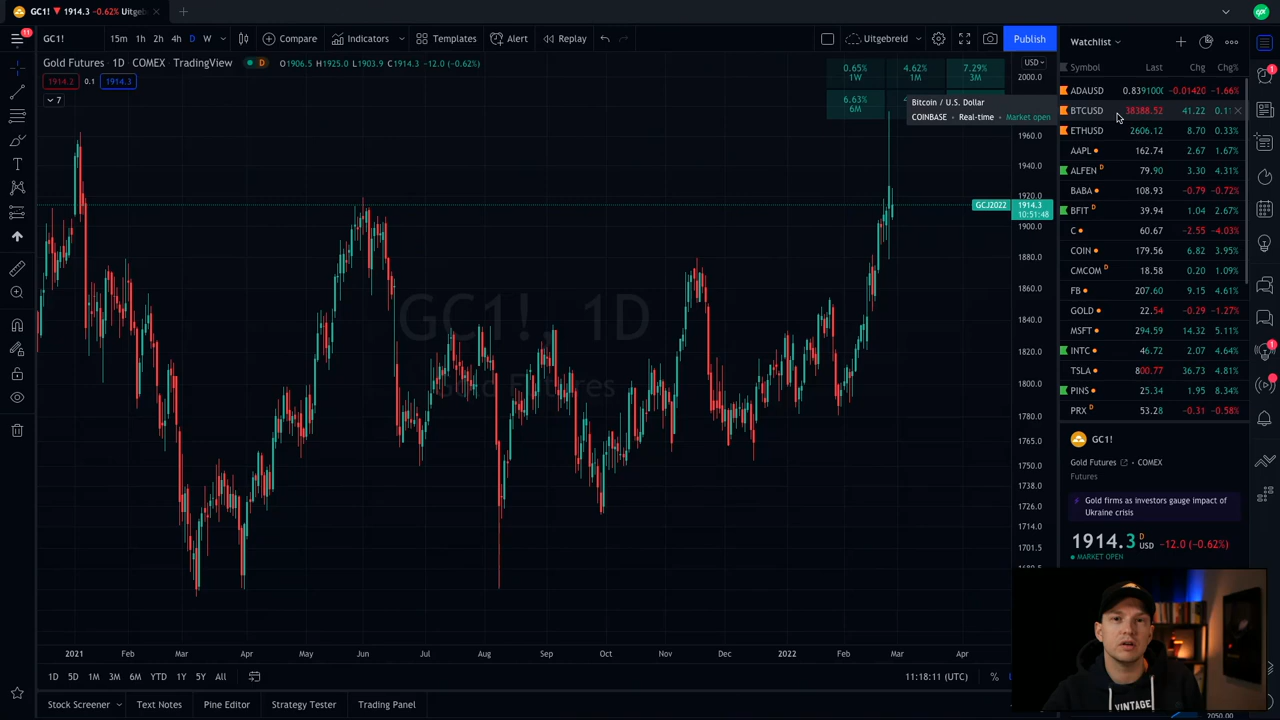 GC1! ▼ 1914.3 −0.62% Uitgeb
11
GC1! 15m 1h 2h 4h D W Compare Indicators Templates Alert Replay Uitgebreid Publish
Gold Futures · 1D · COMEX · TradingView D O1906.5 H1925.0 L1903.9 C1914.3 −12.0 (−0.62%)
1914.2 0.1 1914.3
7
0.65% 4.62% 7.29%
1W 1M 3M
6.63%
6M
Bitcoin / U.S. Dollar
COINBASE • Real-time • Market open
GC1!, 1D
Gold Futures
USD
2000.0
1960.0
1940.0
1920.0
GCJ2022 1914.3
10:51:48
1900.0
1880.0
1860.0
1840.0
1820.0
1800.0
1780.0
1765.0
1750.0
1738.0
1726.0
1714.0
1701.5
2021 Feb Mar Apr May Jun Jul Aug Sep Oct Nov Dec 2022 Feb Mar Apr
1D 5D 1M 3M 6M YTD 1Y 5Y All 11:18:11 (UTC) %
Stock Screener Text Notes Pine Editor Strategy Tester Trading Panel
Watchlist
Symbol Last Chg Chg%
ADAUSD 0.839100 −0.01420 −1.66%
BTCUSD 38388.52 41.22 0.1
ETHUSD 2606.12 8.70 0.33%
AAPL 162.74 2.67 1.67%
ALFEN D 79.90 3.30 4.31%
BABA 108.93 −0.79 −0.72%
BFIT D 39.94 1.04 2.67%
C 60.67 −2.55 −4.03%
COIN 179.56 6.82 3.95%
CMCOM D 18.58 0.20 1.09%
FB 207.60 9.15 4.61%
GOLD 22.54 −0.29 −1.27%
MSFT 294.59 14.32 5.11%
INTC 46.72 2.07 4.64%
TSLA 800.77 36.73 4.81%
PINS 25.34 1.95 8.34%
PRX D 53.28 −0.31 −0.58%
GC1!
Gold Futures • COMEX
Futures
Gold firms as investors gauge impact of
Ukraine crisis
1914.3 D USD −12.0 (−0.62%)
MARKET OPEN
VINTAGE
2050.00
1
1
1